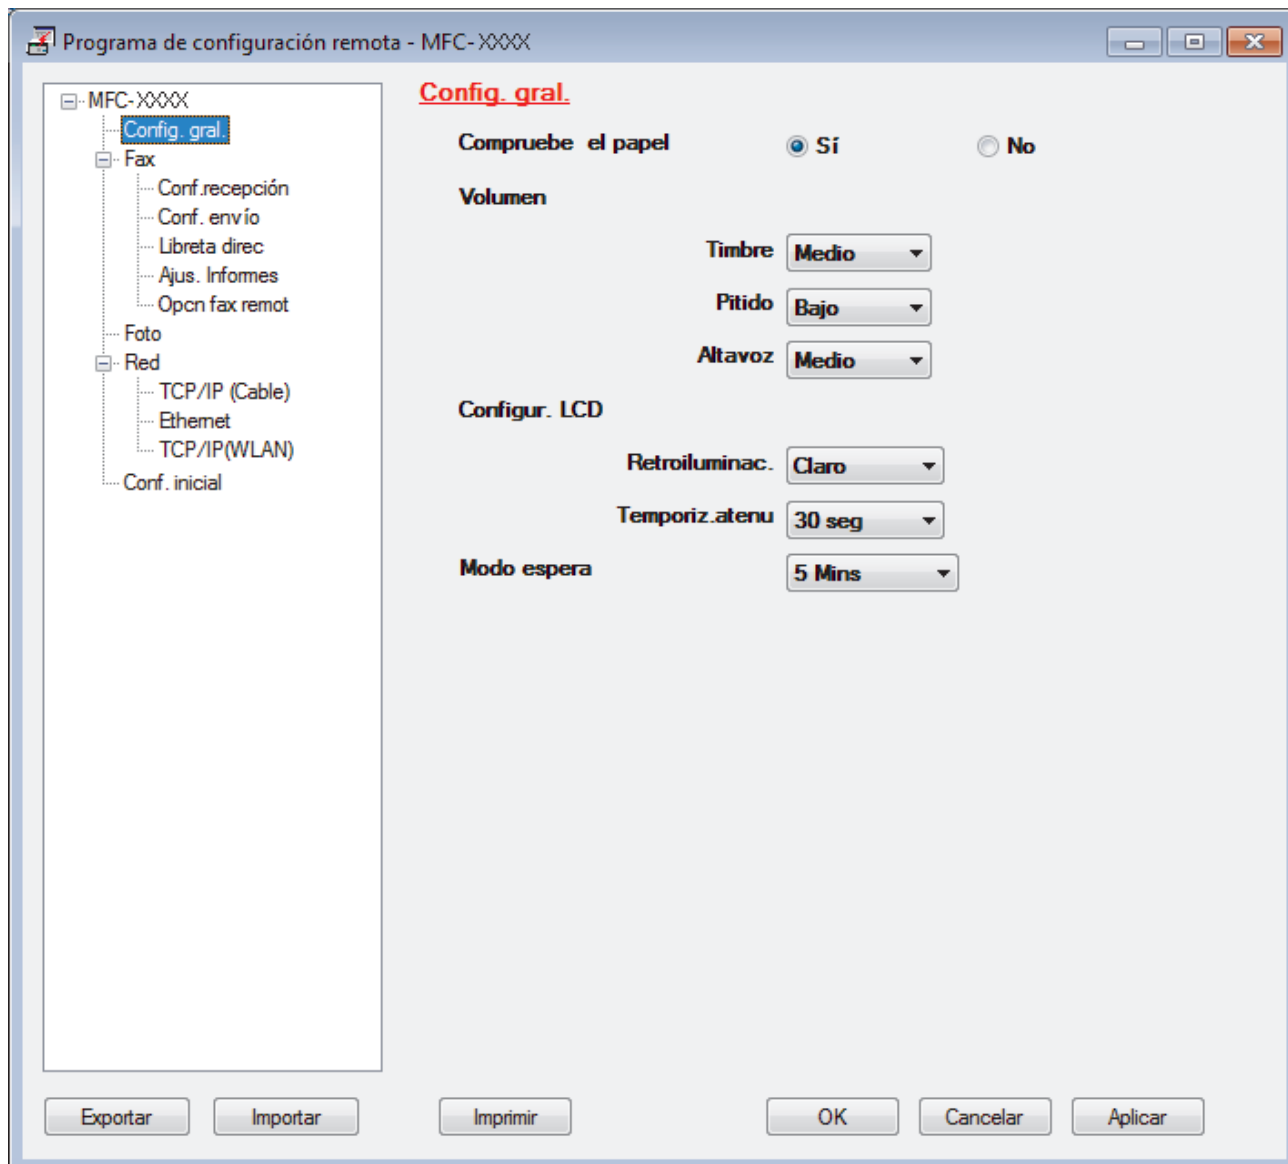 Programa de configuración remota - MFC-XXXX
MFC-XXXX
Config. gral.
Fax
Conf.recepción
Conf. envío
Libreta direc
Ajus. Informes
Opcn fax remot
Foto
Red
TCP/IP (Cable)
Ethernet
TCP/IP(WLAN)
Conf. inicial
Config. gral.
Compruebe el papel Sí No
Volumen
Timbre Medio
Pitido Bajo
Altavoz Medio
Configur. LCD
Retroiluminac. Claro
Temporiz.atenu 30 seg
Modo espera 5 Mins
Exportar Importar Imprimir OK Cancelar Aplicar